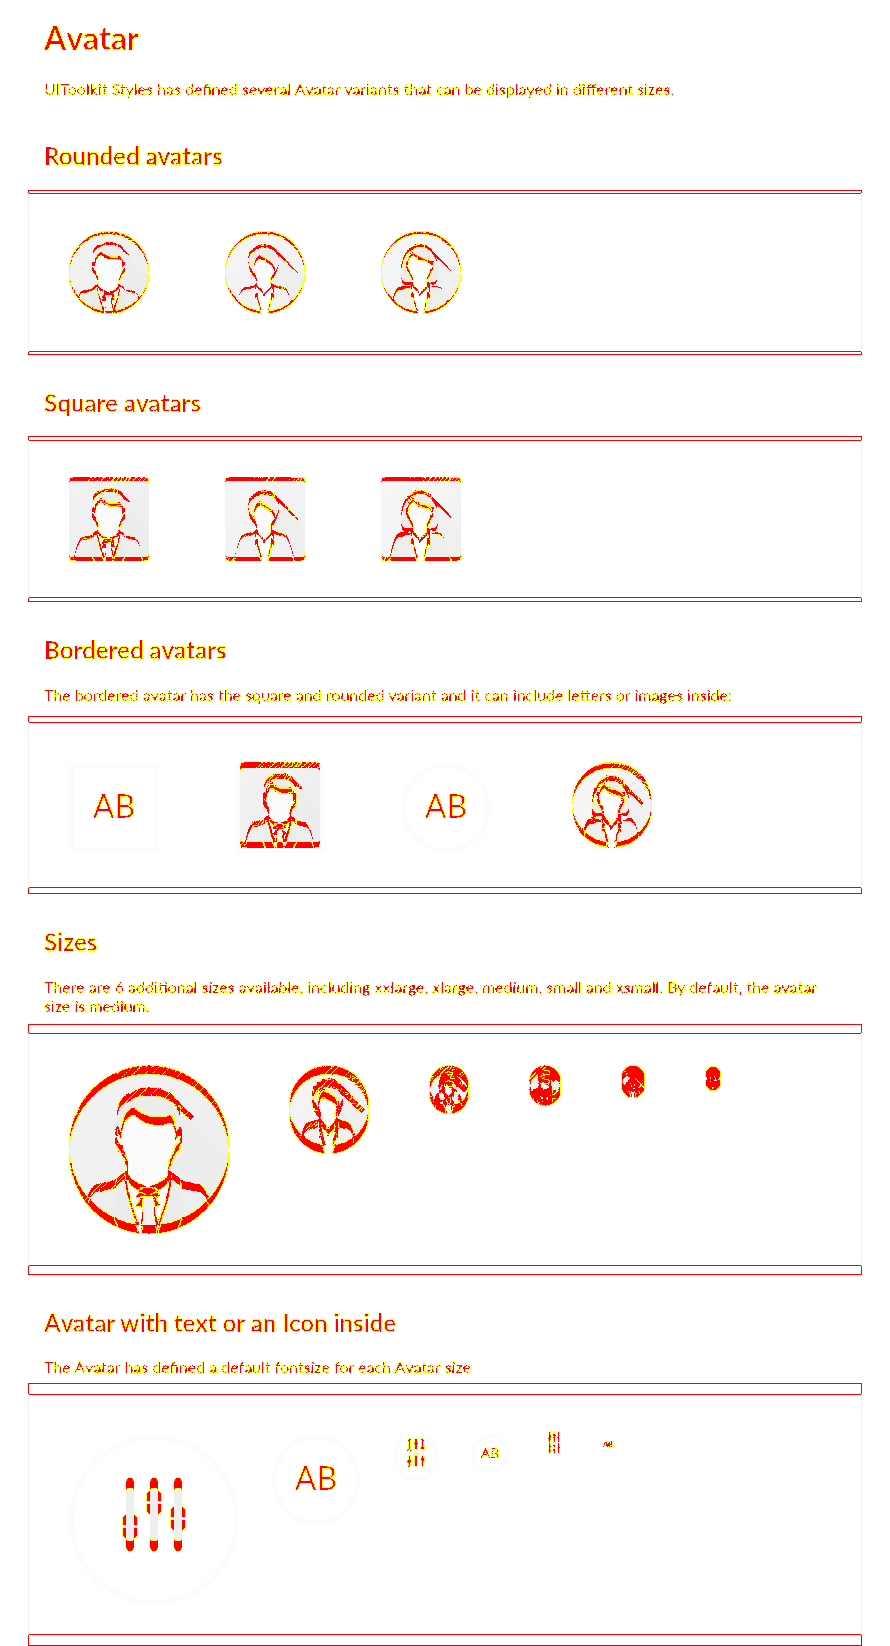 Avatar
UIToolkit Styles has defined several Avatar variants that can be displayed in different sizes.
Rounded avatars
Square avatars
Bordered avatars
The bordered avatar has the square and rounded variant and it can include letters or images inside:
AB
AB
Sizes
There are 6 additional sizes available, including xxlarge, xlarge, medium, small and xsmall. By default, the avatar
size is medium.
Avatar with text or an Icon inside
The Avatar has defined a default fontsize for each Avatar size
AB
AB